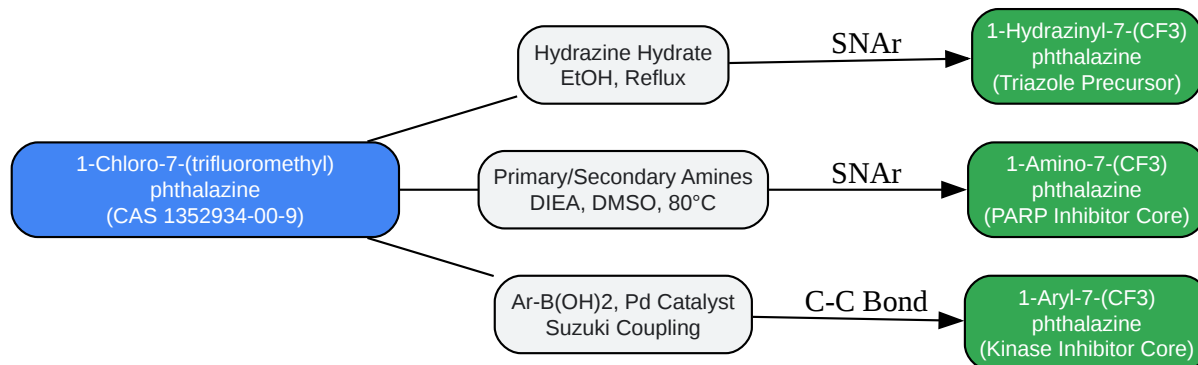 1-Chloro-7-(trifluoromethyl)
phthalazine
(CAS 1352934-00-9)
Hydrazine Hydrate
EtOH, Reflux
SNAr
1-Hydrazinyl-7-(CF3)
phthalazine
(Triazole Precursor)
Primary/Secondary Amines
DIEA, DMSO, 80°C
SNAr
1-Amino-7-(CF3)
phthalazine
(PARP Inhibitor Core)
Ar-B(OH)2, Pd Catalyst
Suzuki Coupling
C-C Bond
1-Aryl-7-(CF3)
phthalazine
(Kinase Inhibitor Core)